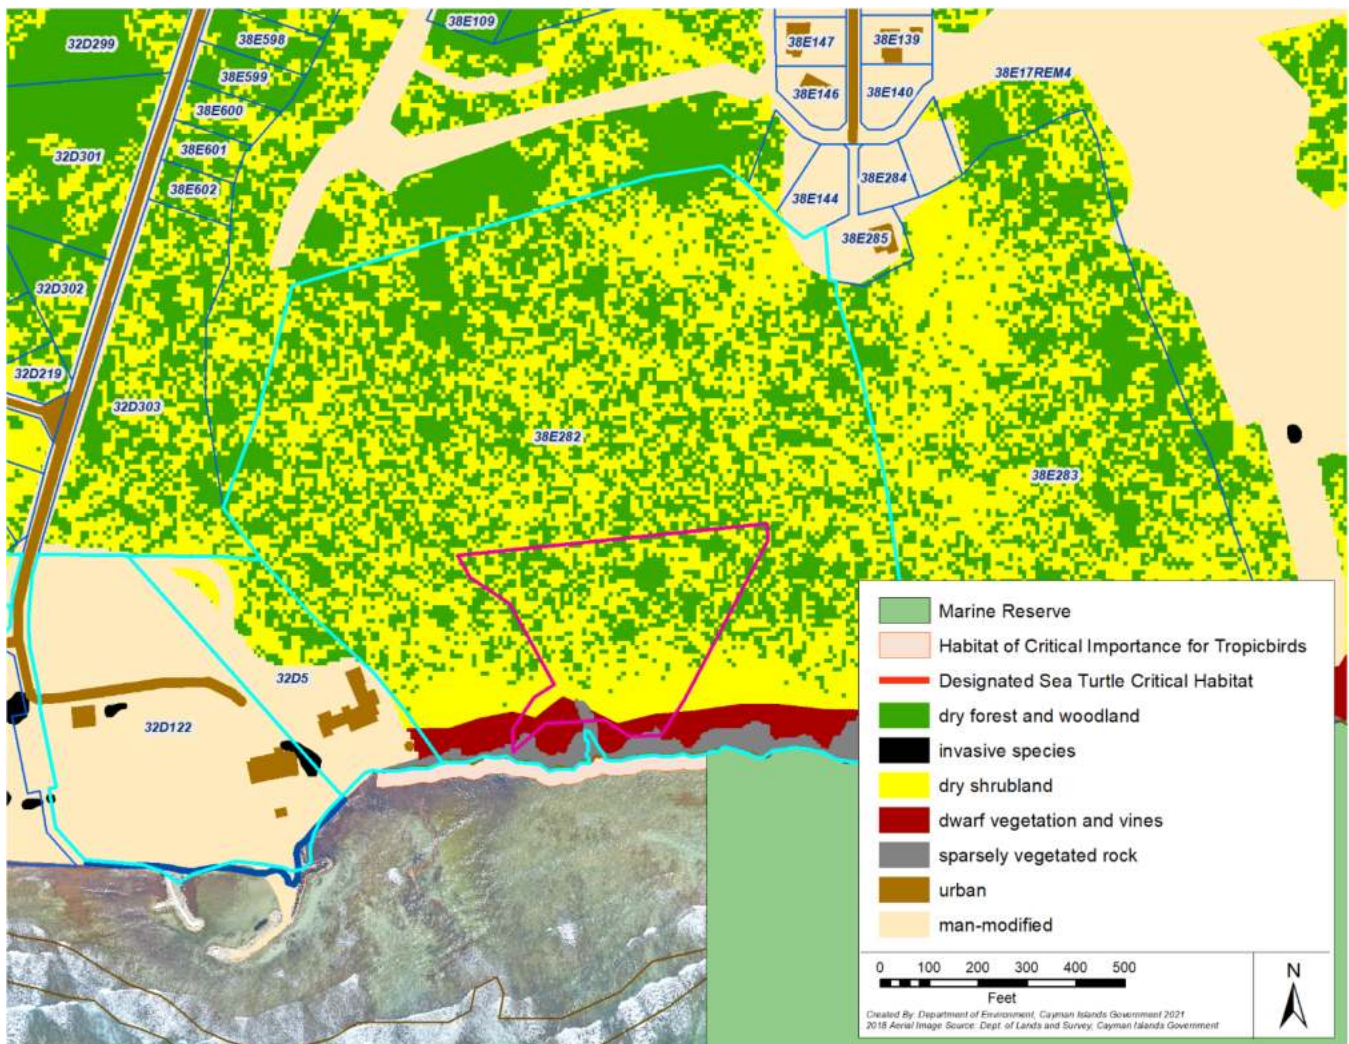 38E109
32D299
38E598
38E147
38E139
38E599
38E17REM4
38E146
38E140
38E600
32D301
38E601
38E602
38E284
38E144
38E285
32D302
32D219
32D303
38E282
38E283
32D5
32D122
Marine Reserve
Habitat of Critical Importance for Tropicbirds
Designated Sea Turtle Critical Habitat
dry forest and woodland
invasive species
dry shrubland
dwarf vegetation and vines
sparsely vegetated rock
urban
man-modified
0 100 200 300 400 500
Feet
N
Created By: Department of Environment, Cayman Islands Government 2021
2018 Aerial Image Source: Dept. of Lands and Survey, Cayman Islands Government